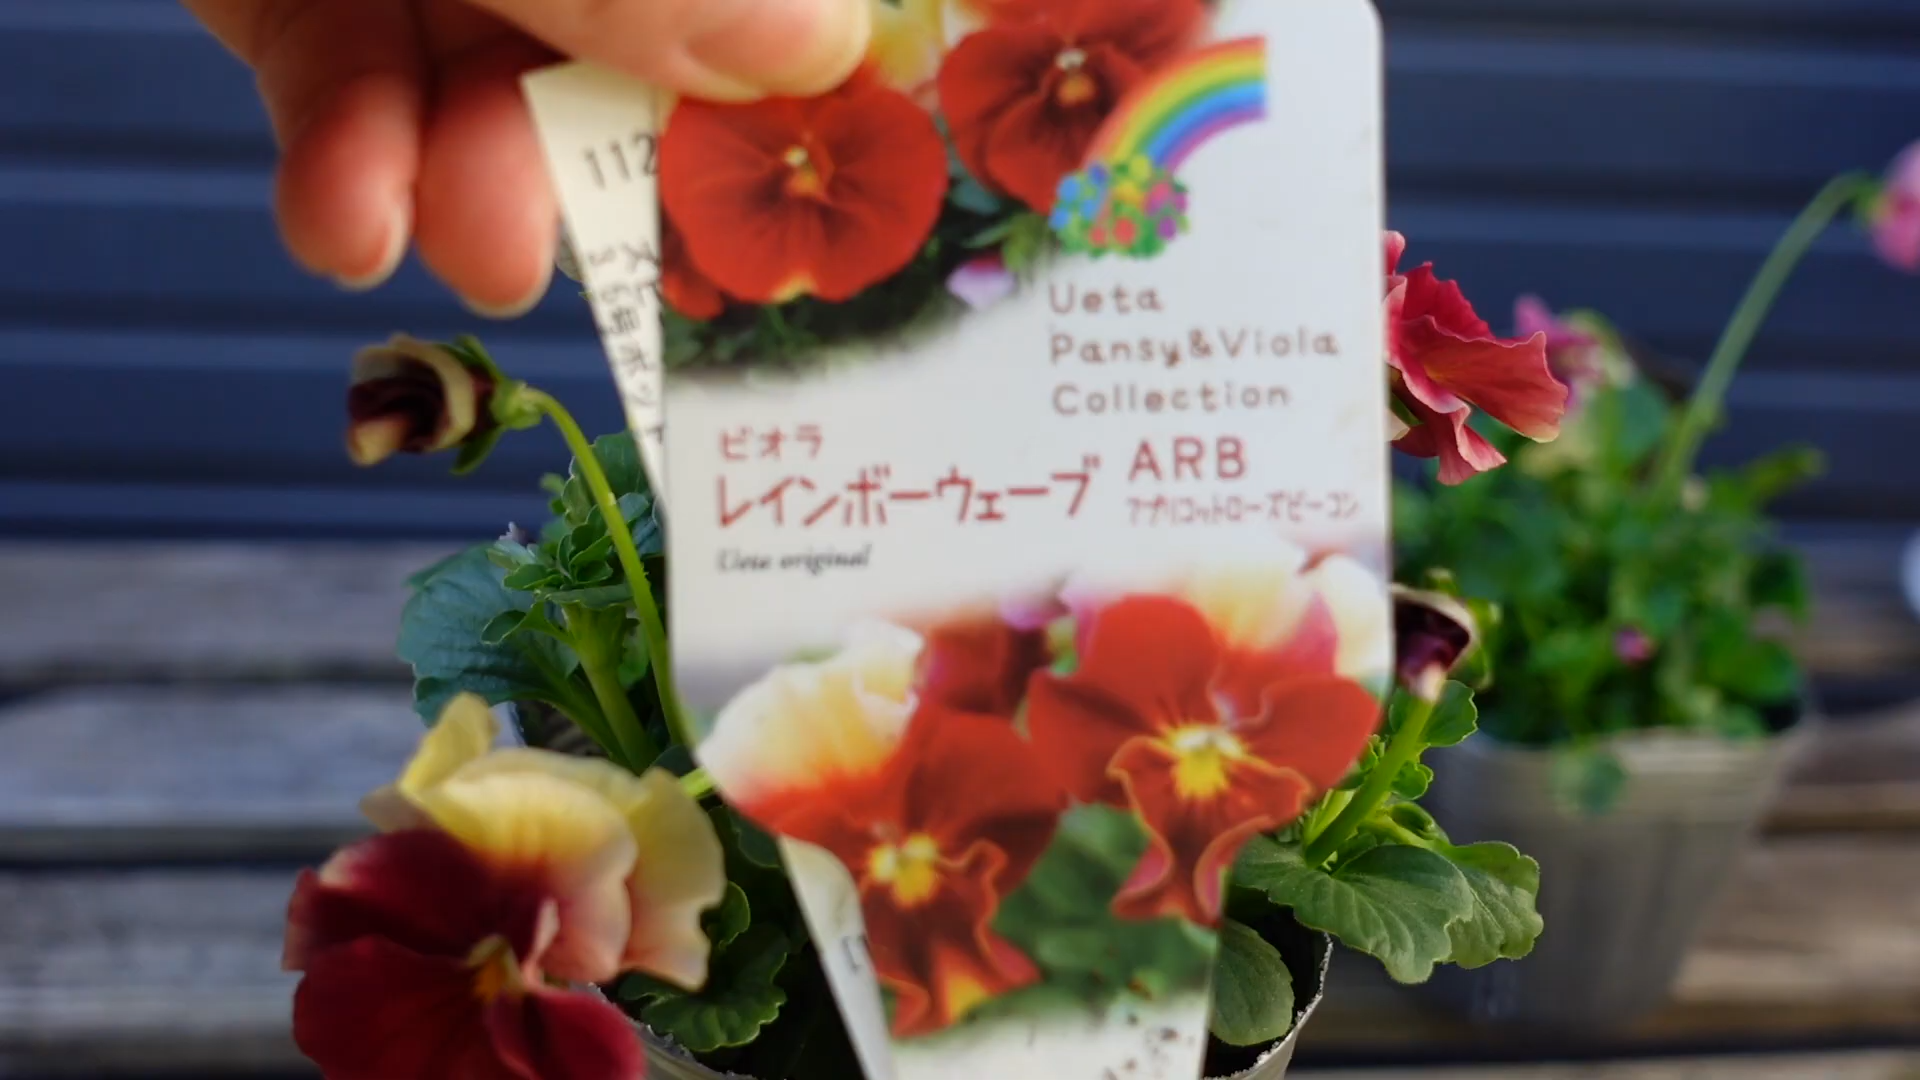 Ueta
Pansy&Viola
Collection
ビオラ
レインボーウェーブ
ARB
アプリコットローズビーコン
Ueta original
112